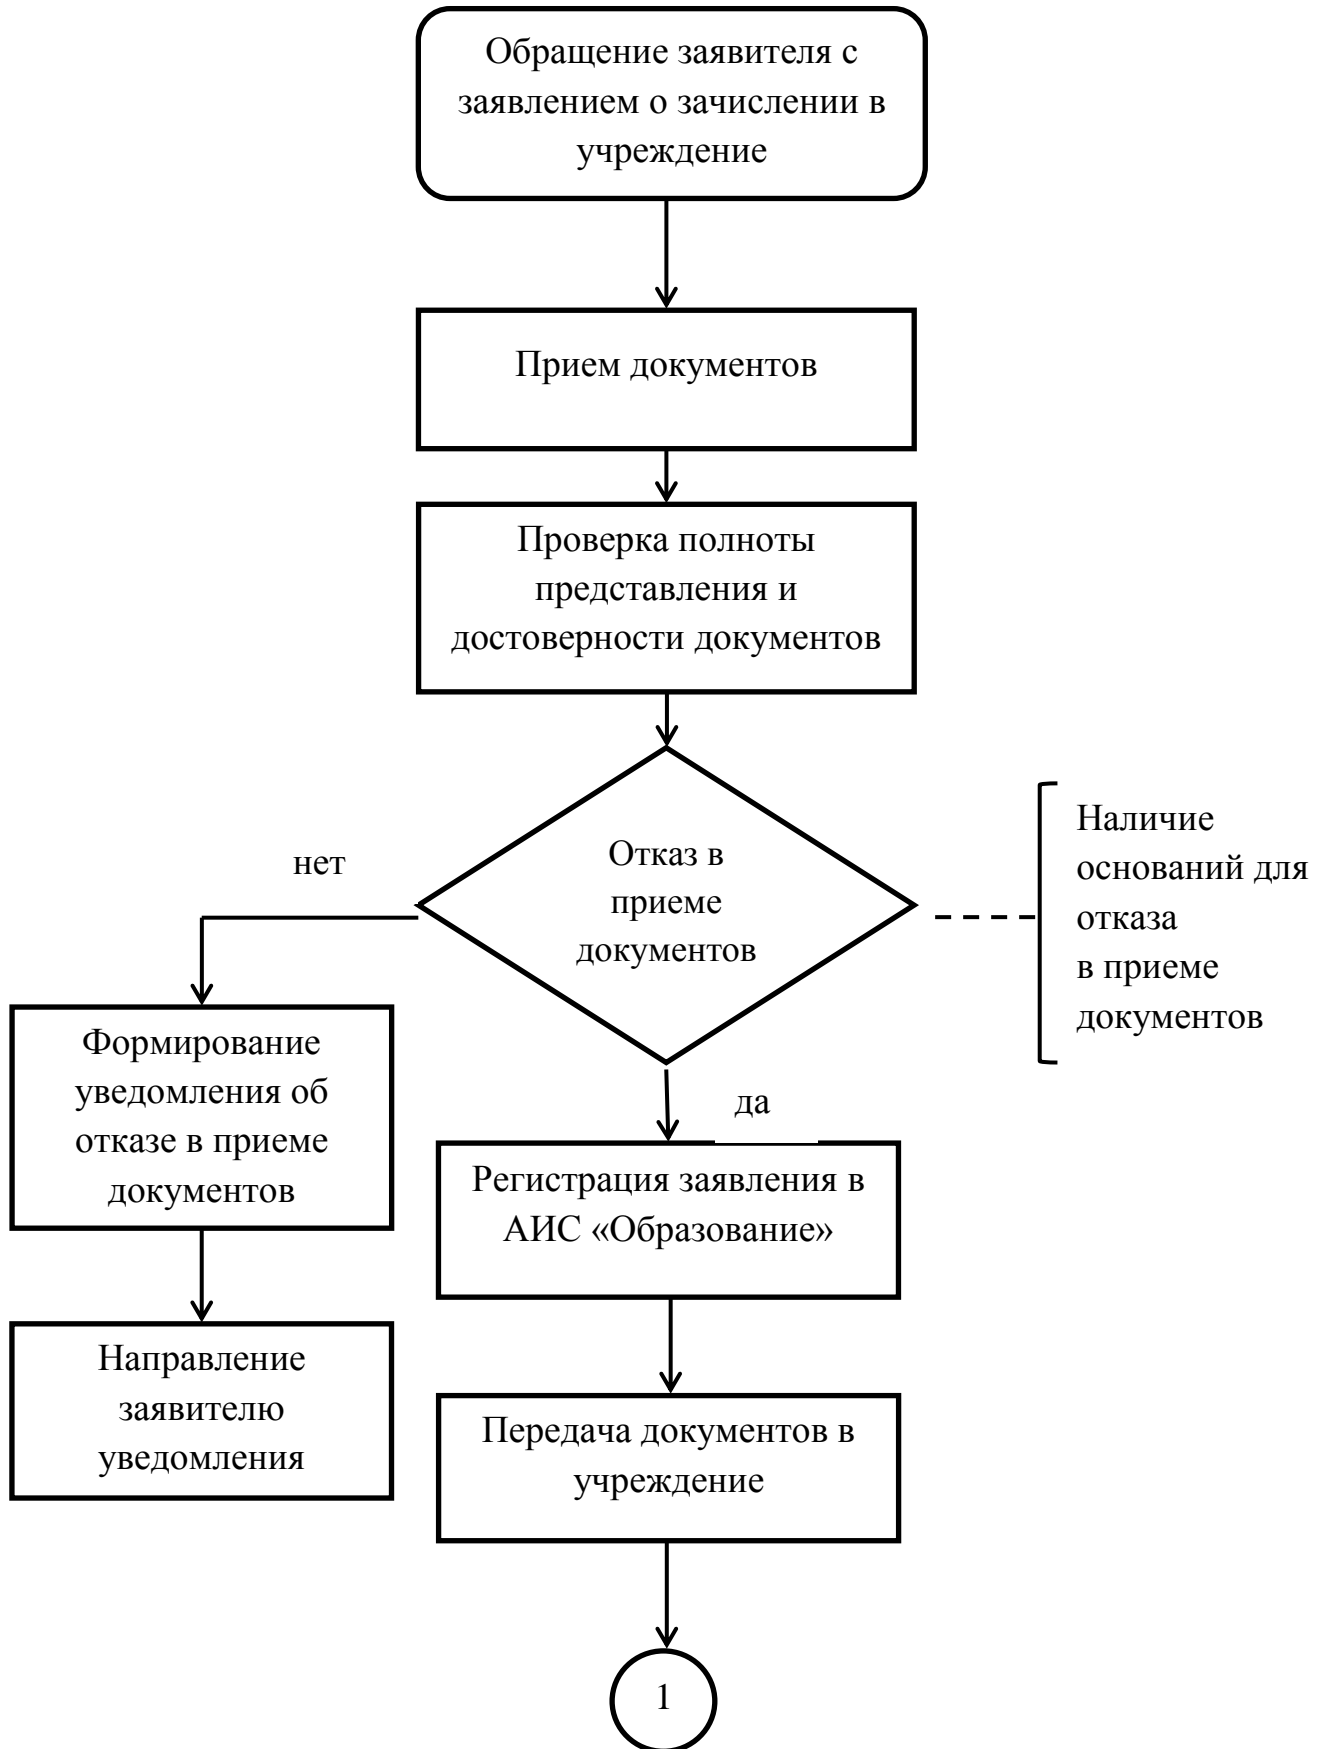 Обращение заявителя с
заявлением о зачислении в
учреждение
Прием документов
Проверка полноты
представления и
достоверности документов
Отказ в
приеме
документов
Наличие
оснований для
отказа
в приеме
документов
нет
Формирование
уведомления об
отказе в приеме
документов
Направление
заявителю
уведомления
да
Регистрация заявления в
АИС «Образование»
Передача документов в
учреждение
1